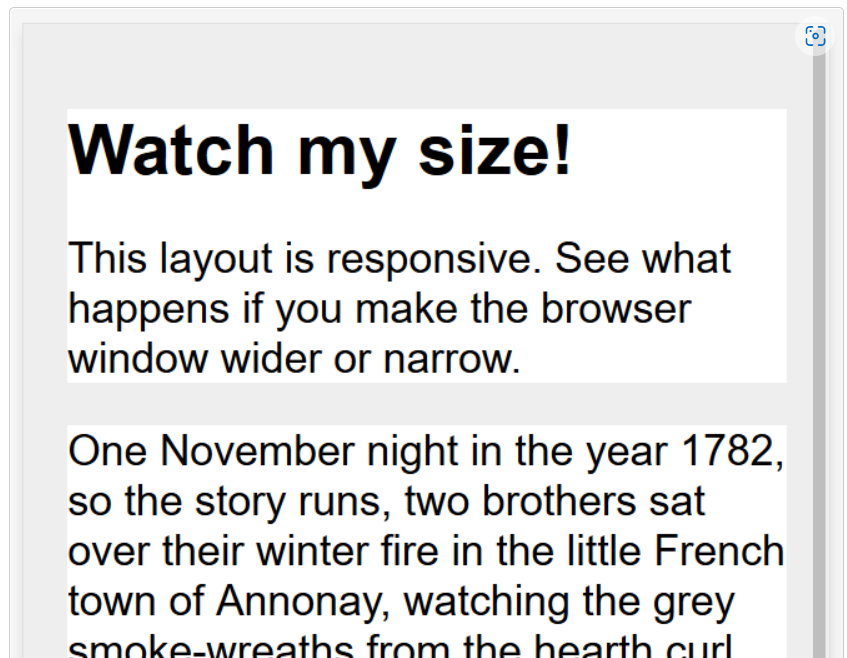 Watch my size!
This layout is responsive. See what
happens if you make the browser
window wider or narrow.
One November night in the year 1782,
so the story runs, two brothers sat
over their winter fire in the little French
town of Annonay, watching the grey
smoke-wreaths from the hearth curl